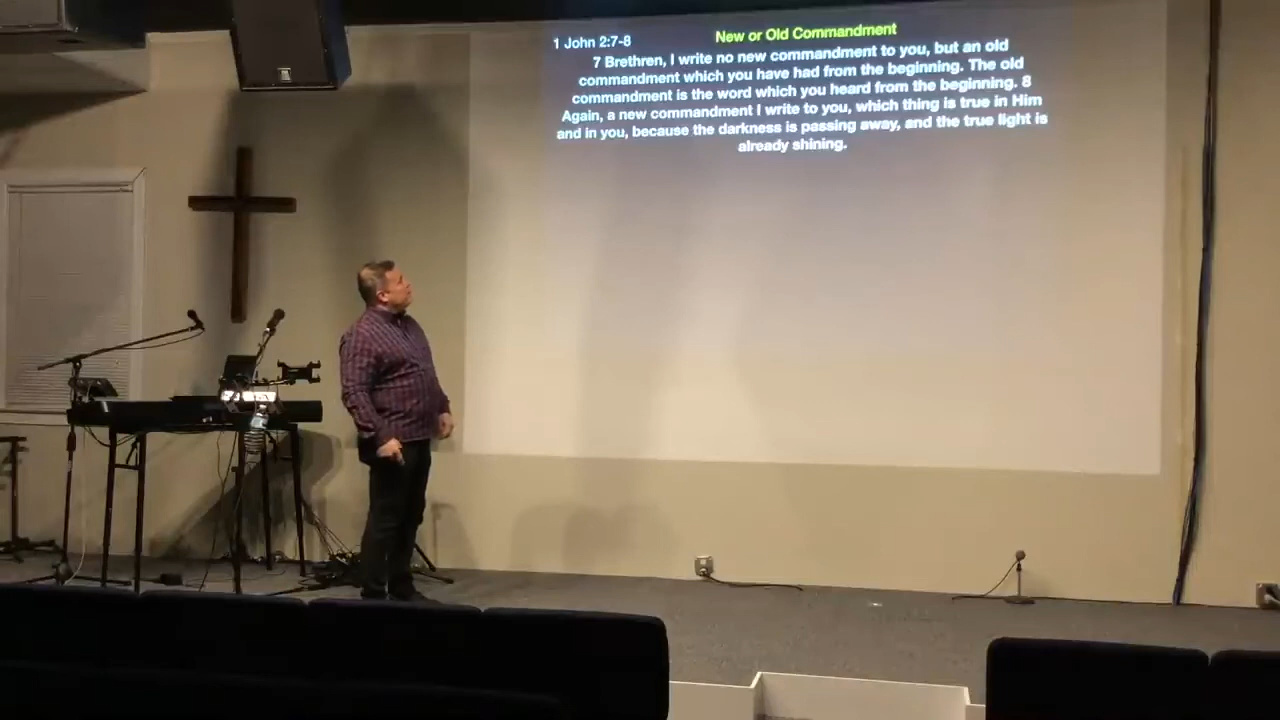 1 John 2:7-8 New or Old Commandment
7 Brethren, I write no new commandment to you, but an old
commandment which you have had from the beginning. The old
commandment is the word which you heard from the beginning. 8
Again, a new commandment I write to you, which thing is true in Him
and in you, because the darkness is passing away, and the true light is
already shining.